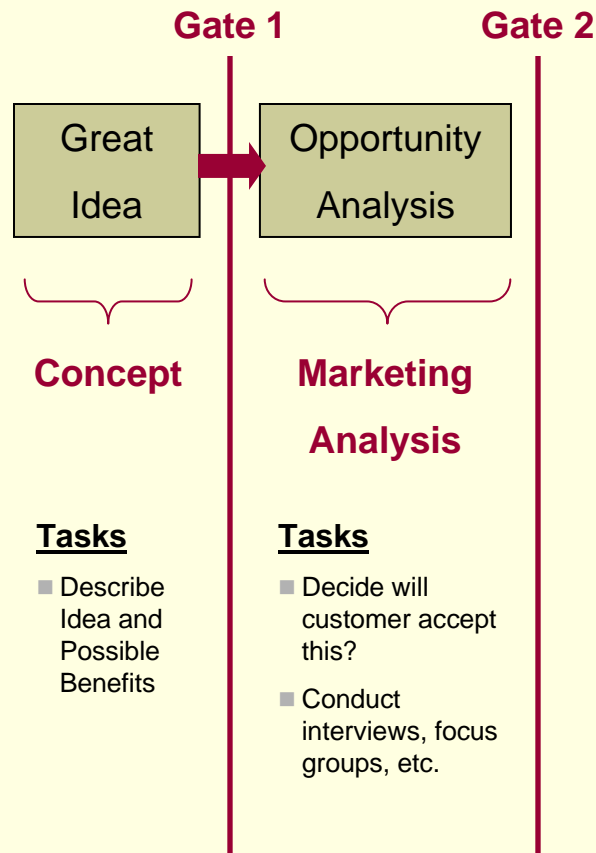 Gate 1
Gate 2
Great
Idea
Opportunity
Analysis
Concept
Marketing
Analysis
Tasks
Describe
Idea and
Possible
Benefits
Tasks
Decide will
customer accept
this?
Conduct
interviews, focus
groups, etc.